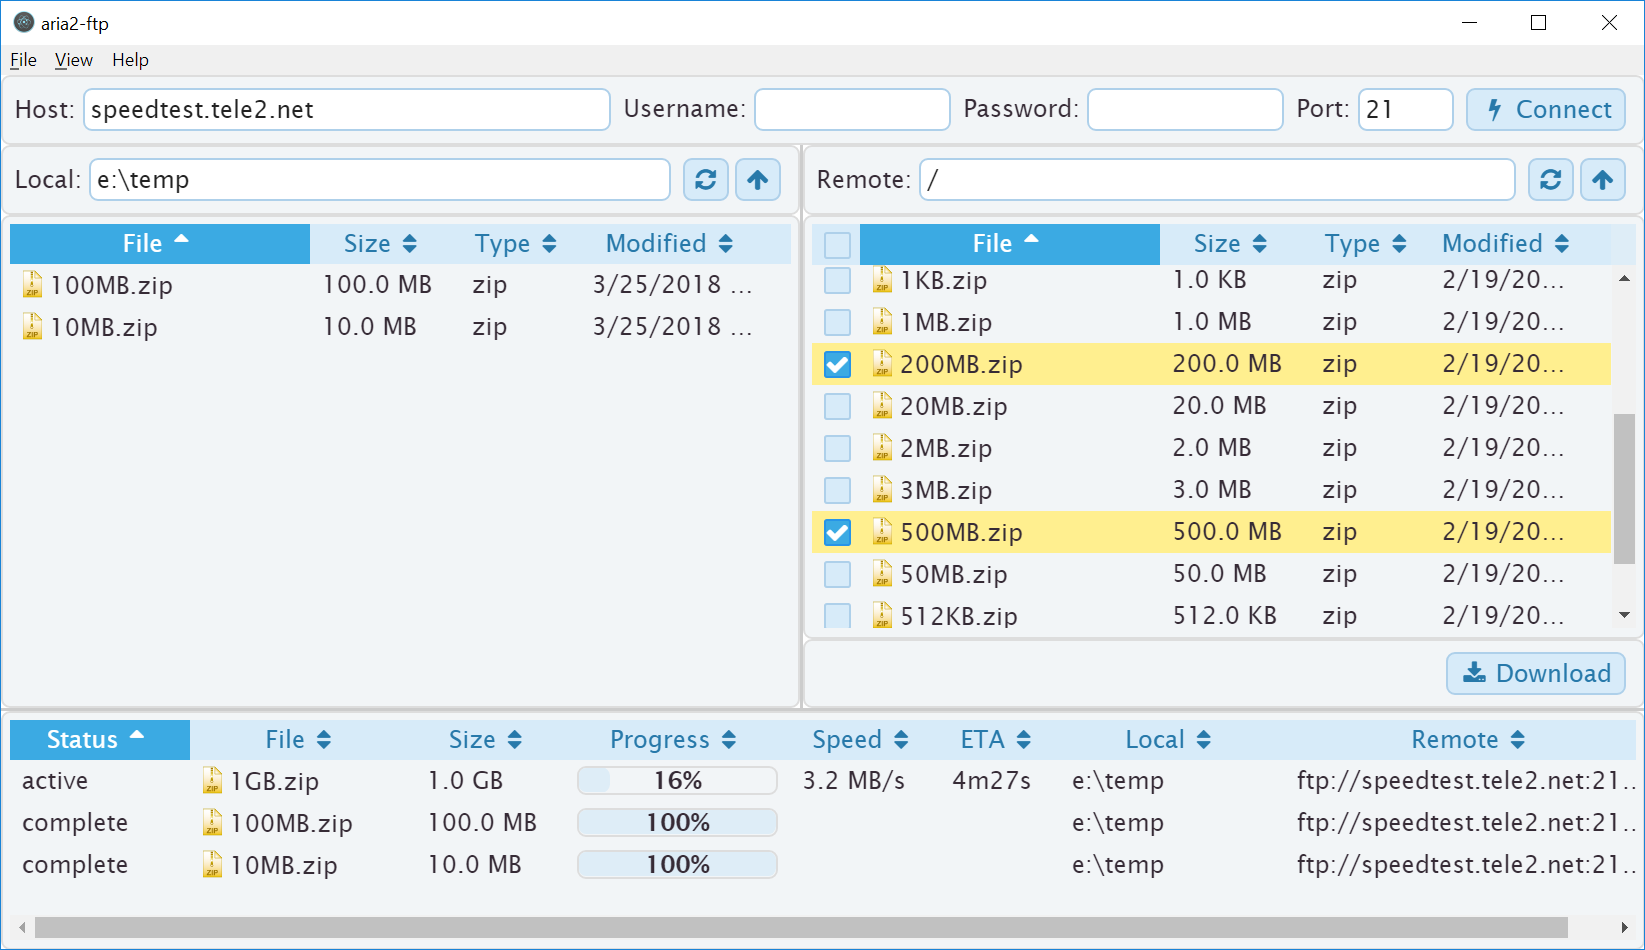 aria2-ftp
File View Help
Host: speedtest.tele2.net Username: Password: Port: 21 Connect
Local: e:\temp
File Size Type Modified
100MB.zip 100.0 MB zip 3/25/2018 ...
10MB.zip 10.0 MB zip 3/25/2018 ...
Remote: /
File Size Type Modified
1KB.zip 1.0 KB zip 2/19/20...
1MB.zip 1.0 MB zip 2/19/20...
200MB.zip 200.0 MB zip 2/19/20...
20MB.zip 20.0 MB zip 2/19/20...
2MB.zip 2.0 MB zip 2/19/20...
3MB.zip 3.0 MB zip 2/19/20...
500MB.zip 500.0 MB zip 2/19/20...
50MB.zip 50.0 MB zip 2/19/20...
512KB.zip 512.0 KB zip 2/19/20...
Download
Status File Size Progress Speed ETA Local Remote
active 1GB.zip 1.0 GB 16% 3.2 MB/s 4m27s e:\temp ftp://speedtest.tele2.net:21..
complete 100MB.zip 100.0 MB 100% e:\temp ftp://speedtest.tele2.net:21..
complete 10MB.zip 10.0 MB 100% e:\temp ftp://speedtest.tele2.net:21..